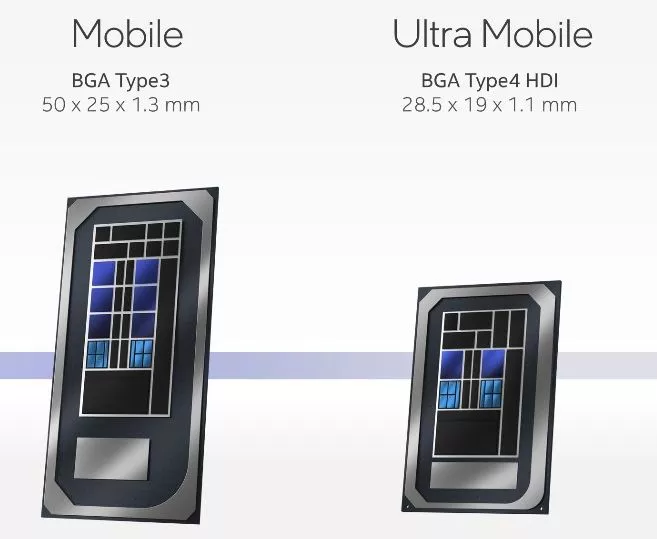 Mobile
BGA Type3
50 x 25 x 1.3 mm
Ultra Mobile
BGA Type4 HDI
28.5 x 19 x 1.1 mm